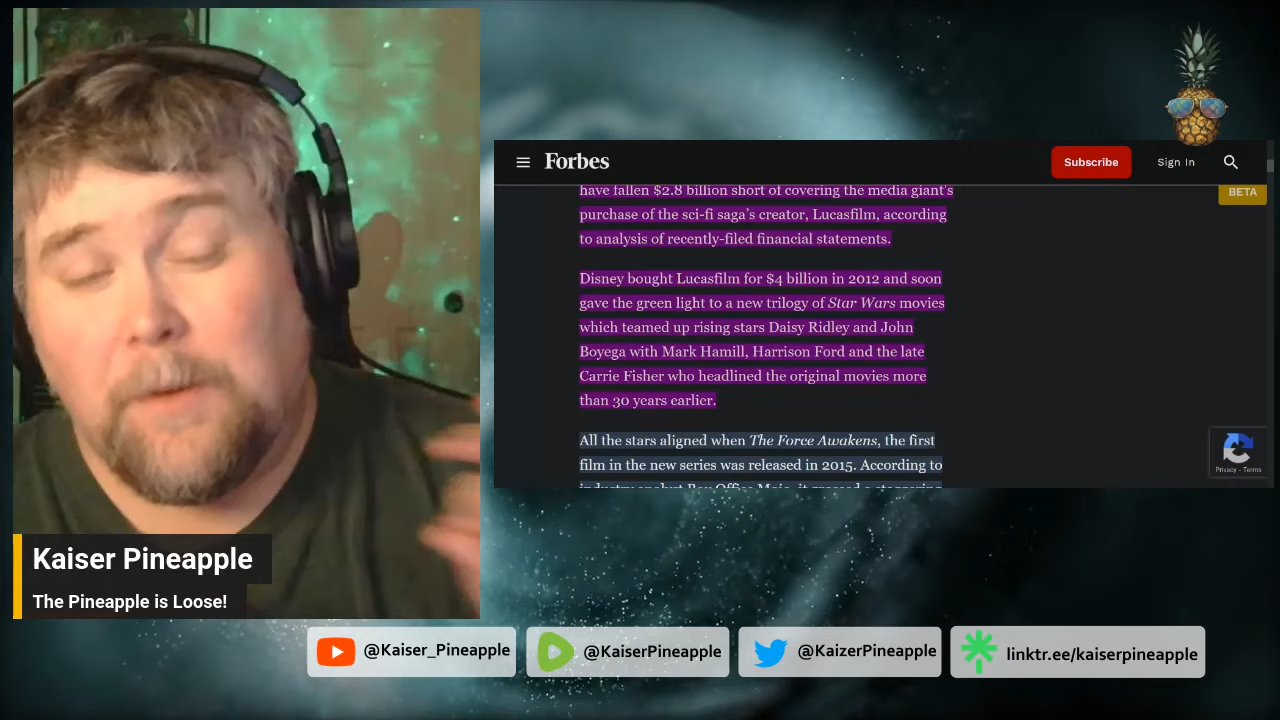 Forbes
Subscribe
Sign In
BETA
have fallen $2.8 billion short of covering the media giant's
purchase of the sci-fi saga's creator, Lucasfilm, according
to analysis of recently-filed financial statements.
Disney bought Lucasfilm for $4 billion in 2012 and soon
gave the green light to a new trilogy of Star Wars movies
which teamed up rising stars Daisy Ridley and John
Boyega with Mark Hamill, Harrison Ford and the late
Carrie Fisher who headlined the original movies more
than 30 years earlier.
All the stars aligned when The Force Awakens, the first
film in the new series was released in 2015. According to
Privacy - Terms
Kaiser Pineapple
The Pineapple is Loose!
@Kaiser_Pineapple
@KaiserPineapple
@KaizerPineapple
linktr.ee/kaiserpineapple